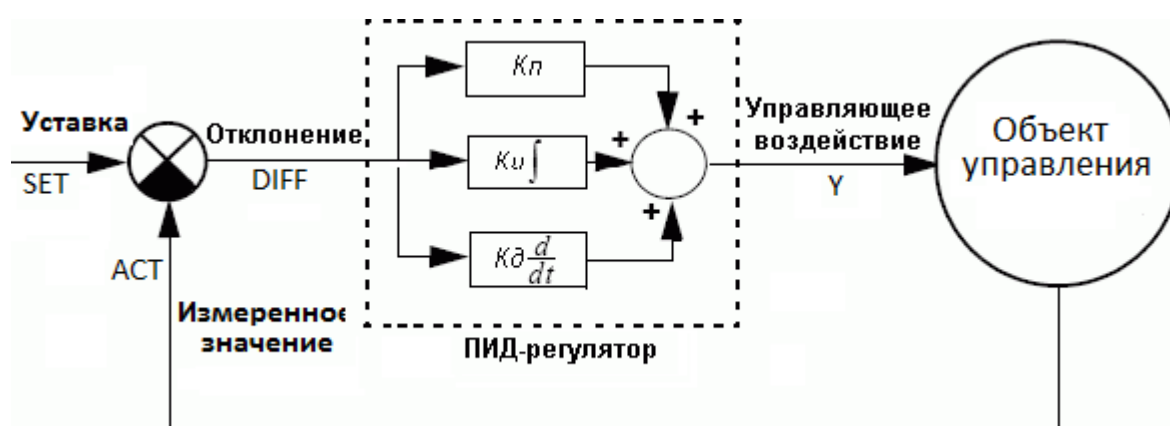 Уставка
SET
Отклонение
DIFF
ACT
Измеренное
значение
Кп
Ки∫
Кд d/dt
+
+
+
ПИД-регулятор
Управляющее
воздействие
Y
Объект
управления